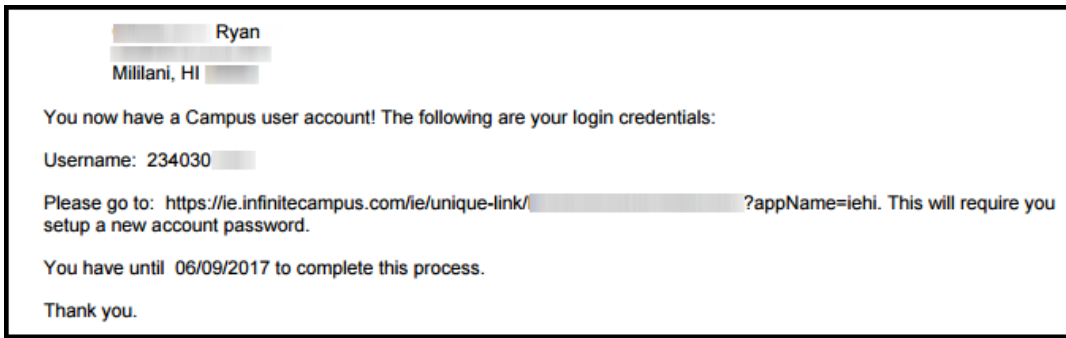 Ryan
Mililani, HI
You now have a Campus user account! The following are your login credentials:
Username: 234030
Please go to: https://ie.infinitecampus.com/ie/unique-link/ ?appName=iehi. This will require you
setup a new account password.
You have until 06/09/2017 to complete this process.
Thank you.